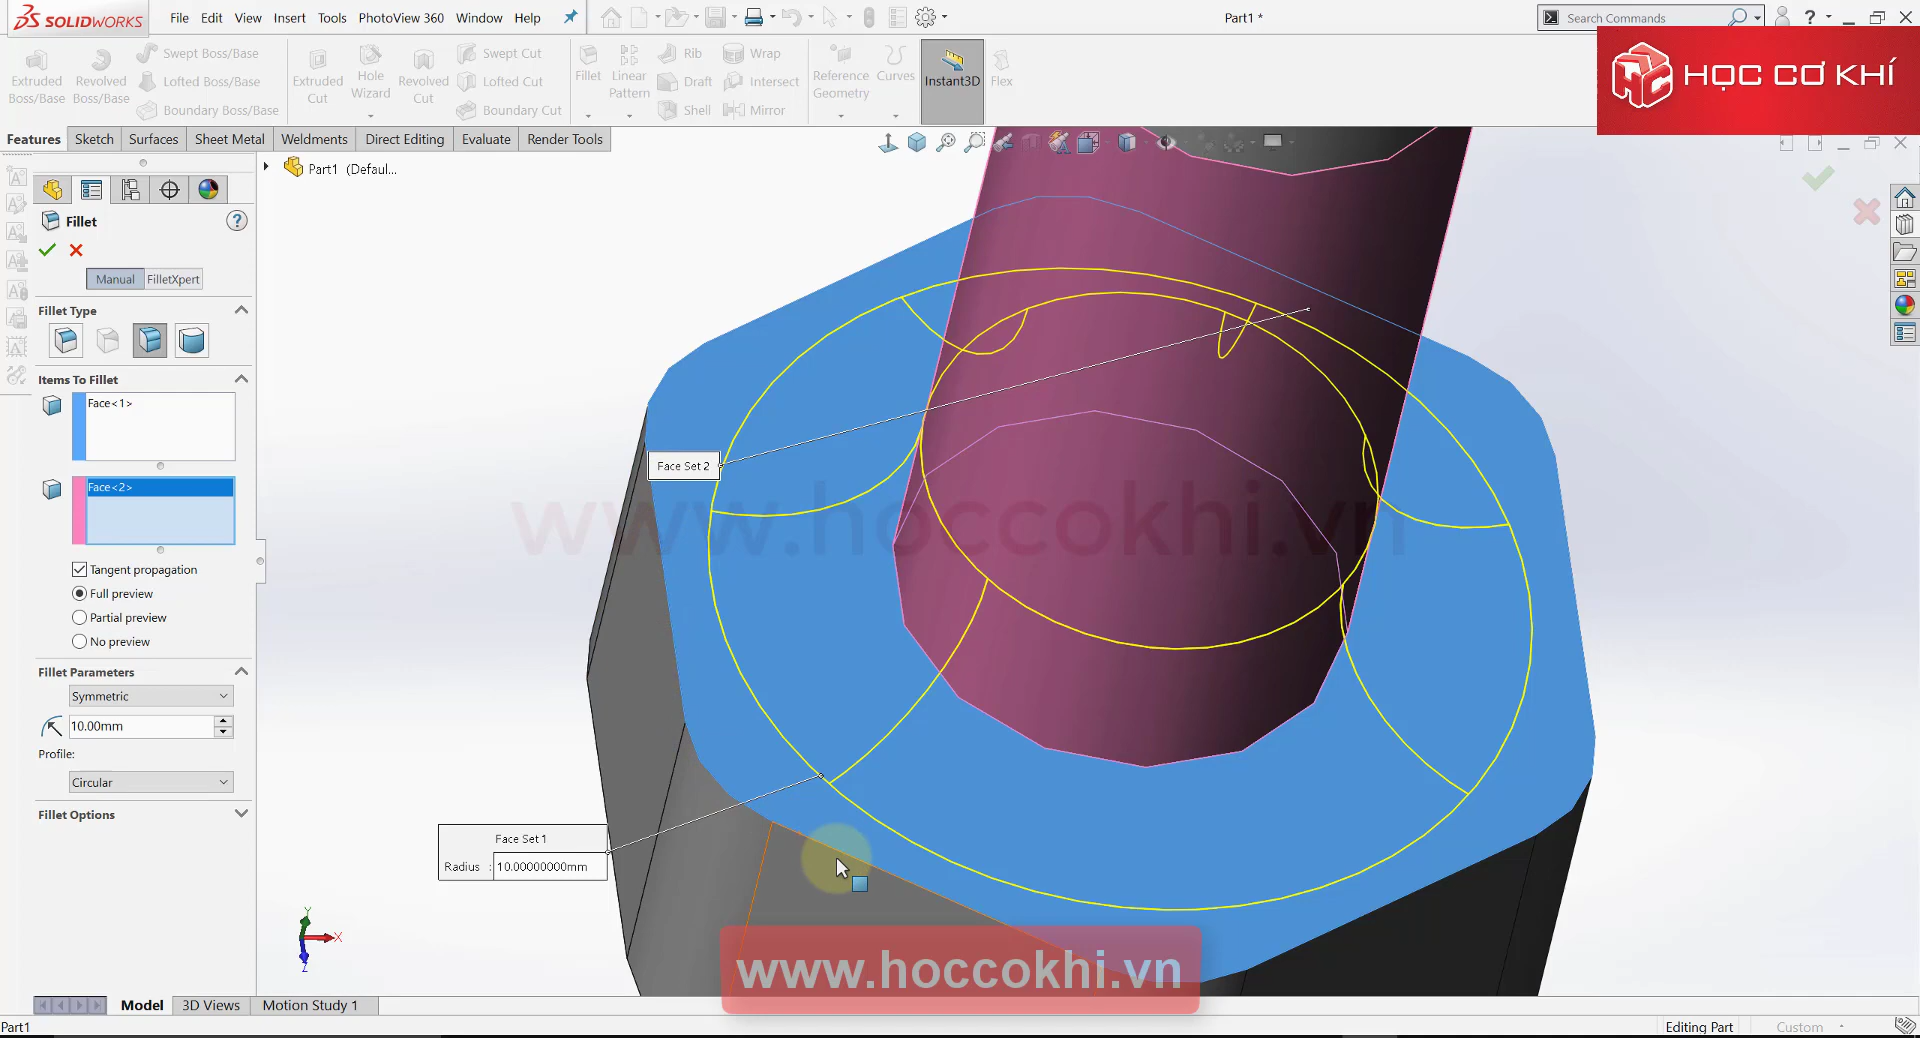 SOLIDWORKS File Edit View Insert Tools PhotoView 360 Window Help Part1 * Search Commands ?
HỌC CƠ KHÍ
Extruded Boss/Base
Revolved Boss/Base
Swept Boss/Base
Lofted Boss/Base
Boundary Boss/Base
Extruded Cut
Hole Wizard
Revolved Cut
Swept Cut
Lofted Cut
Boundary Cut
Fillet
Linear Pattern
Rib
Draft
Shell
Wrap
Intersect
Mirror
Reference Geometry
Curves
Instant3D
Flex
Features Sketch Surfaces Sheet Metal Weldments Direct Editing Evaluate Render Tools
Part1 (Defaul...
Fillet ?
Manual FilletXpert
Fillet Type
Items To Fillet
Face<1>
Face<2>
Tangent propagation
Full preview
Partial preview
No preview
Fillet Parameters
Symmetric
10.00mm
Profile:
Circular
Fillet Options
Face Set 2
www.hoccokhi.vn
Face Set 1
Radius : 10.00000000mm
Y
X
Z
www.hoccokhi.vn
Model 3D Views Motion Study 1
Part1 Editing Part Custom